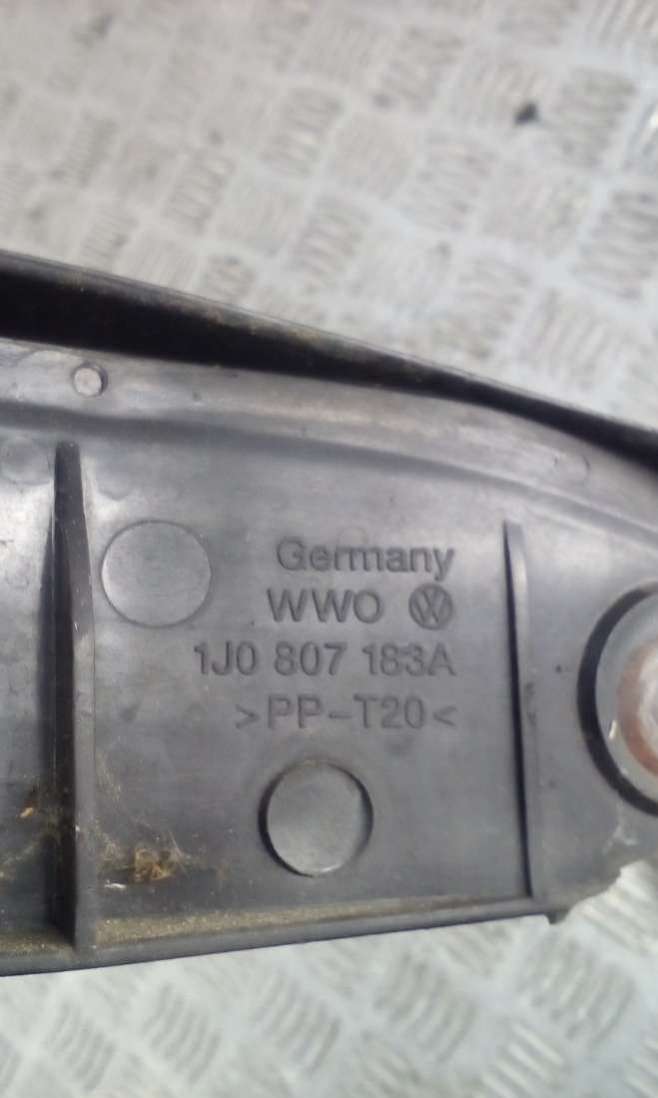 Germany
WWO
1J0 807 183A
>PP-T20<